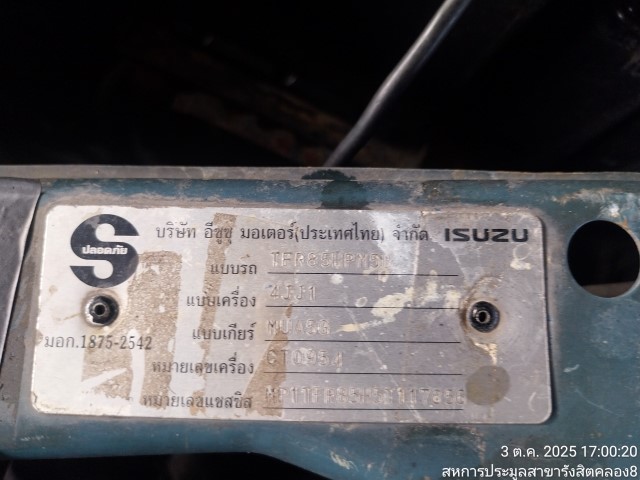 S
ปลอดภัย
บริษัท อีซูซุ มอเตอร์(ประเทศไทย) จำกัด. ISUZU
แบบรถ
แบบเครื่อง 4JJ1
แบบเกียร์
มอก.1875-2542
หมายเลขเครื่อง
หมายเลขแชสซิส
3 ต.ค. 2025 17:00:20
สหการประมูลสาขารังสิตคลอง8